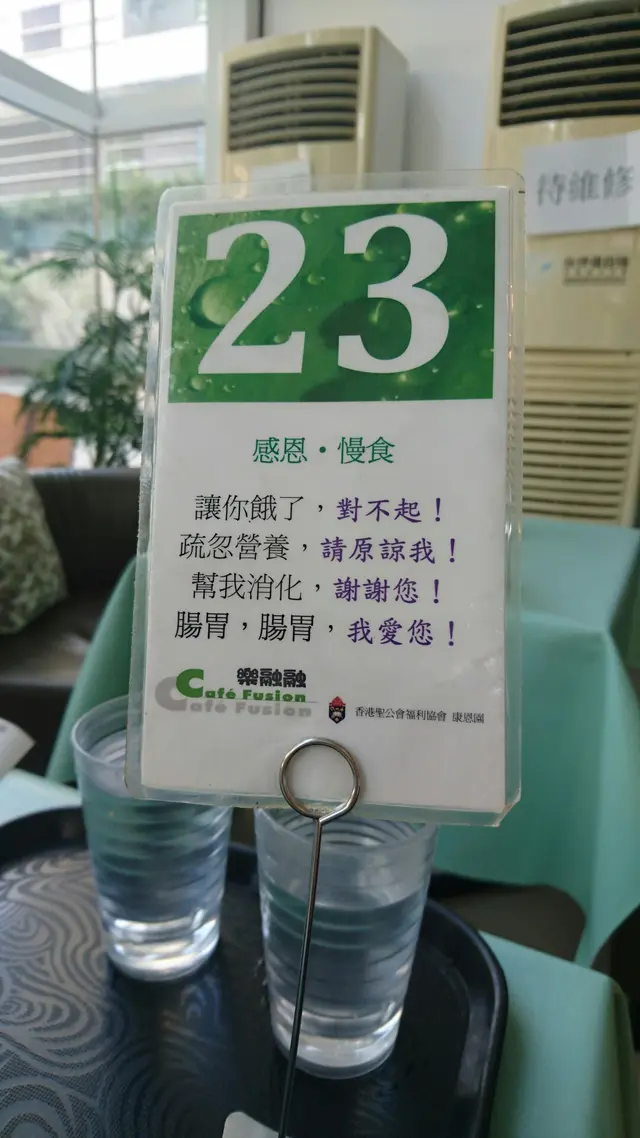 待維修
23
感恩・慢食
讓你餓了，對不起！
疏忽營養，請原諒我！
幫我消化，謝謝您！
腸胃，腸胃，我愛您！
樂融融
Café Fusion
香港聖公會福利協會 康恩園